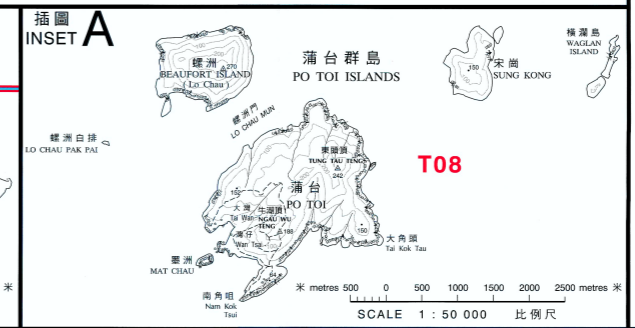 插圖
INSET A
螺洲
270
BEAUFORT ISLAND
( Lo Chau )
蒲台群島
PO TOI ISLANDS
宋崗
SUNG KONG
150
橫瀾島
WAGLAN
ISLAND
螺洲門
LO CHAU MUN
螺洲白排
LO CHAU PAK PAI
東頭頂
TUNG TAU TENG
242
T08
蒲台
PO TOI
大灣
Tai Wan
牛湖頂
NGAU WU
TENG
188
灣仔
Wan Tsai
150
大角頭
Tai Kok Tau
墨洲
MAT CHAU
64
南角咀
Nam Kok
Tsui
米
米 metres 500 0 500 1000 1500 2000 2500 metres 米
SCALE 1 : 50 000 比例尺